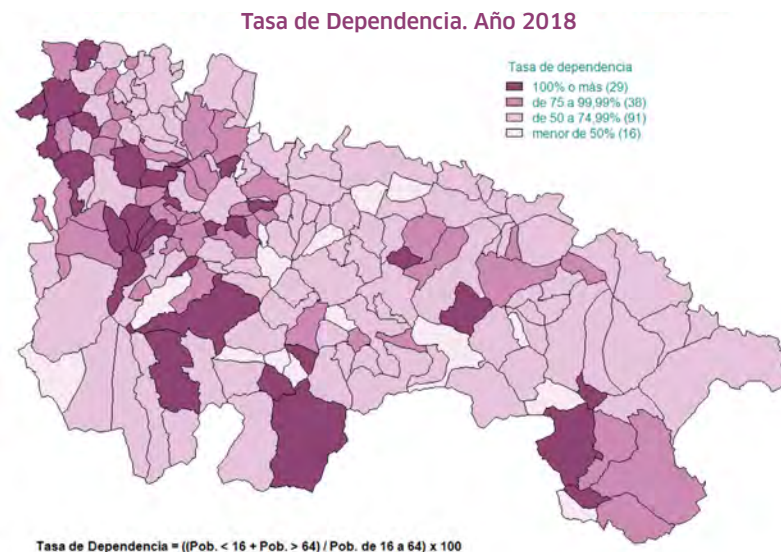 Tasa de Dependencia. Año 2018
Tasa de dependencia
100% o más (29)
de 75 a 99,99% (38)
de 50 a 74,99% (91)
menor de 50% (16)
Tasa de Dependencia = ((Pob. < 16 + Pob. > 64) / Pob. de 16 a 64) x 100